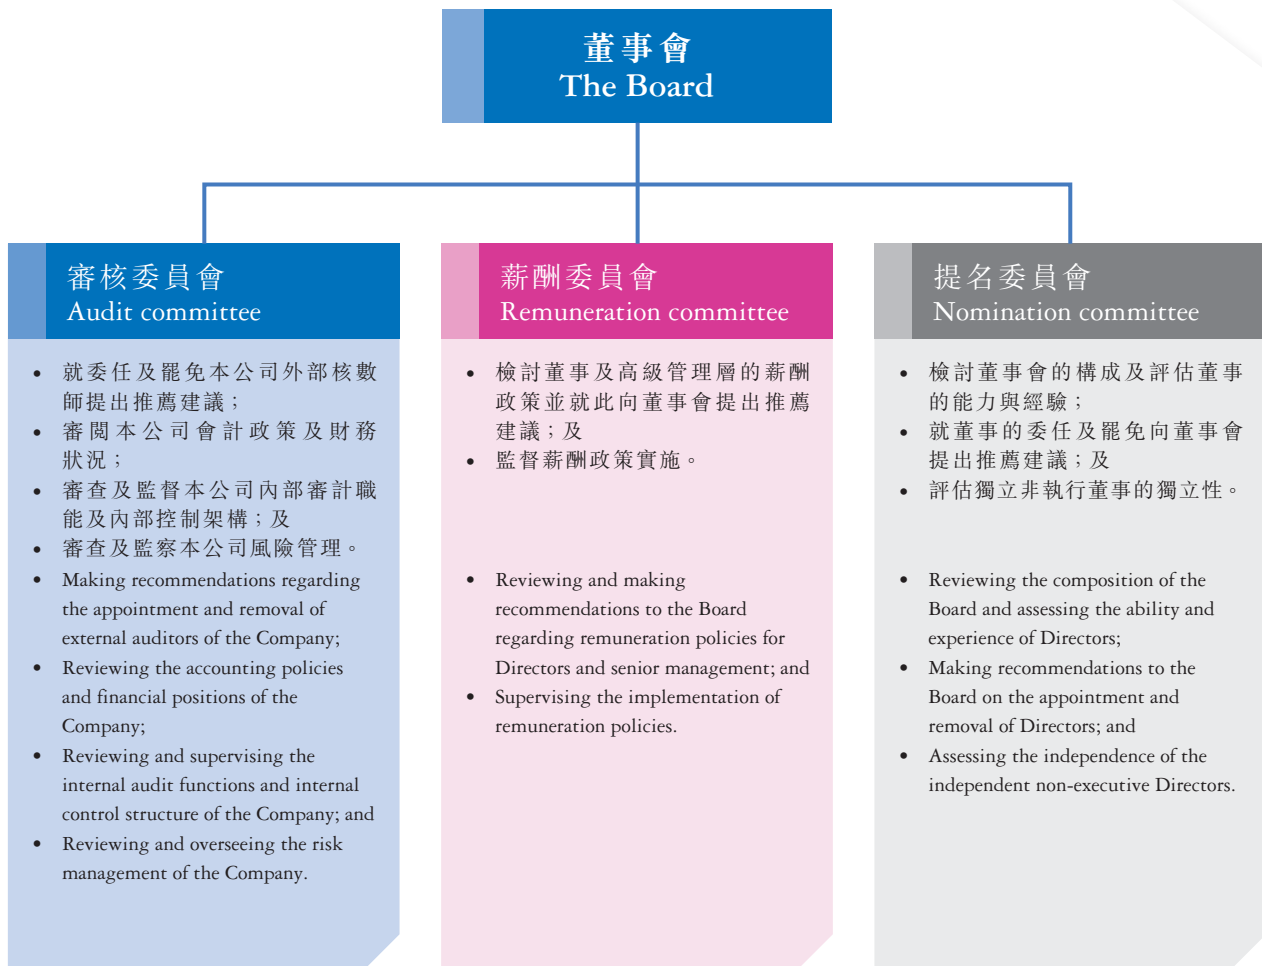 董事會
The Board
審核委員會
Audit committee
• 就委任及罷免本公司外部核數
師提出推薦建議；
• 審閱本公司會計政策及財務
狀況；
• 審查及監督本公司內部審計職
能及內部控制架構；及
• 審查及監察本公司風險管理。
• Making recommendations regarding
the appointment and removal of
external auditors of the Company;
• Reviewing the accounting policies
and financial positions of the
Company;
• Reviewing and supervising the
internal audit functions and internal
control structure of the Company; and
• Reviewing and overseeing the risk
management of the Company.
薪酬委員會
Remuneration committee
• 檢討董事及高級管理層的薪酬
政策並就此向董事會提出推薦
建議；及
• 監督薪酬政策實施。
• Reviewing and making
recommendations to the Board
regarding remuneration policies for
Directors and senior management; and
• Supervising the implementation of
remuneration policies.
提名委員會
Nomination committee
• 檢討董事會的構成及評估董事
的能力與經驗；
• 就董事的委任及罷免向董事會
提出推薦建議；及
• 評估獨立非執行董事的獨立性。
• Reviewing the composition of the
Board and assessing the ability and
experience of Directors;
• Making recommendations to the
Board on the appointment and
removal of Directors; and
• Assessing the independence of the
independent non-executive Directors.